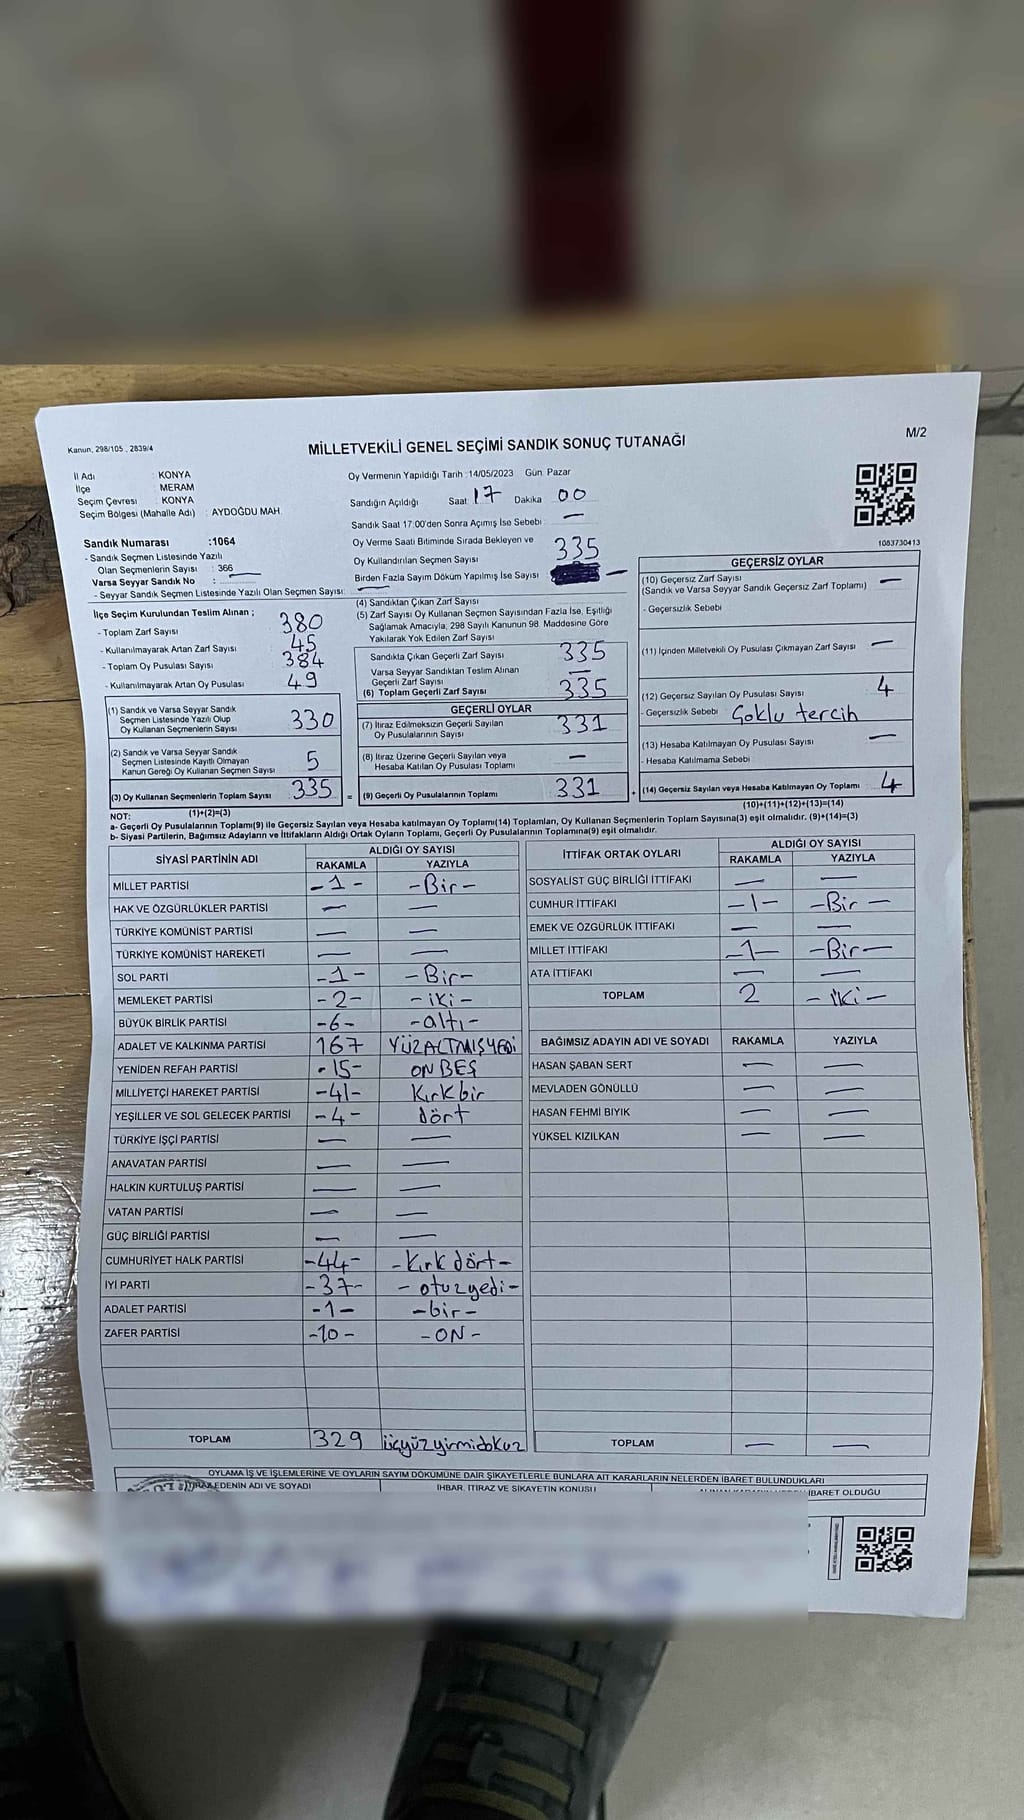 M/2
Kanun, 298/105 , 2839/4
MİLLETVEKİLİ GENEL SEÇİMİ SANDIK SONUÇ TUTANAĞI
İl Adı : KONYA
İlçe : MERAM
Seçim Çevresi : KONYA
Seçim Bölgesi (Mahalle Adı) : AYDOĞDU MAH.
Oy Vermenin Yapıldığı Tarih :14/05/2023 Gün: Pazar
Sandığın Açıldığı Saat 17 Dakika 00
Sandık Saat 17:00'den Sonra Açımış İse Sebebi : —
Sandık Numarası :1064
- Sandık Seçmen Listesinde Yazılı
Olan Seçmenlerin Sayısı : 366
Varsa Seyyar Sandık No :
- Seyyar Sandık Seçmen Listesinde Yazılı Olan Seçmen Sayısı: —
Oy Verme Saati Bitiminde Sırada Bekleyen ve
Oy Kullandırılan Seçmen Sayısı 335
Birden Fazla Sayım Döküm Yapılmış İse Sayısı —
1083730413
İlçe Seçim Kurulundan Teslim Alınan ;
- Toplam Zarf Sayısı 380
- Kullanılmayarak Artan Zarf Sayısı 45
- Toplam Oy Pusulası Sayısı 384
- Kullanılmayarak Artan Oy Pusulası 49
(1) Sandık ve Varsa Seyyar Sandık
Seçmen Listesinde Yazılı Olup
Oy Kullanan Seçmenlerin Sayısı 330
(2) Sandık ve Varsa Seyyar Sandık
Seçmen Listesinde Kayıtlı Olmayan
Kanun Gereği Oy Kullanan Seçmen Sayısı 5
(3) Oy Kullanan Seçmenlerin Toplam Sayısı 335 =
(1)+(2)=(3)
(4) Sandıktan Çıkan Zarf Sayısı
(5) Zarf Sayısı Oy Kullanan Seçmen Sayısından Fazla İse, Eşitliği
Sağlamak Amacıyla, 298 Sayılı Kanunun 98. Maddesine Göre
Yakılarak Yok Edilen Zarf Sayısı
Sandıkta Çıkan Geçerli Zarf Sayısı 335
Varsa Seyyar Sandıktan Teslim Alınan
Geçerli Zarf Sayısı —
(6) Toplam Geçerli Zarf Sayısı 335
GEÇERLİ OYLAR
(7) İtiraz Edilmeksizin Geçerli Sayılan
Oy Pusulalarının Sayısı 331
(8) İtiraz Üzerine Geçerli Sayılan veya
Hesaba Katılan Oy Pusulası Toplamı —
(9) Geçerli Oy Pusulalarının Toplamı 331 +
GEÇERSİZ OYLAR
(10) Geçersiz Zarf Sayısı —
(Sandık ve Varsa Seyyar Sandık Geçersiz Zarf Toplamı)
- Geçersizlik Sebebi
(11) İçinden Milletvekili Oy Pusulası Çıkmayan Zarf Sayısı —
(12) Geçersiz Sayılan Oy Pusulası Sayısı 4
- Geçersizlik Sebebi Çoklu tercih
(13) Hesaba Katılmayan Oy Pusulası Sayısı —
- Hesaba Katılmama Sebebi
(14) Geçersiz Sayılan veya Hesaba Katılmayan Oy Toplamı 4
(10)+(11)+(12)+(13)=(14)
NOT:
a- Geçerli Oy Pusulalarının Toplamı(9) ile Geçersiz Sayılan veya Hesaba katılmayan Oy Toplamı(14) Toplamları, Oy Kullanan Seçmenlerin Toplam Sayısına(3) eşit olmalıdır. (9)+(14)=(3)
b- Siyasi Partilerin, Bağımsız Adayların ve İttifakların Aldığı Ortak Oyların Toplamı, Geçerli Oy Pusulalarının Toplamına(9) eşit olmalıdır.
SİYASİ PARTİNİN ADI ALDIĞI OY SAYISI
RAKAMLA YAZIYLA
MİLLET PARTİSİ -1- -Bir-
HAK VE ÖZGÜRLÜKLER PARTİSİ — —
TÜRKİYE KOMÜNİST PARTİSİ — —
TÜRKİYE KOMÜNİST HAREKETİ — —
SOL PARTİ -1- -Bir-
MEMLEKET PARTİSİ -2- -iki-
BÜYÜK BİRLİK PARTİSİ -6- -altı-
ADALET VE KALKINMA PARTİSİ 167 YÜZALTMIŞYEDİ
YENİDEN REFAH PARTİSİ -15- ON BEŞ
MİLLİYETÇİ HAREKET PARTİSİ -41- Kırkbir
YEŞİLLER VE SOL GELECEK PARTİSİ -4- dört
TÜRKİYE İŞÇİ PARTİSİ — —
ANAVATAN PARTİSİ — —
HALKIN KURTULUŞ PARTİSİ — —
VATAN PARTİSİ — —
GÜÇ BİRLİĞİ PARTİSİ — —
CUMHURİYET HALK PARTİSİ -44- -Kırk dört-
İYİ PARTİ -37- -otuzyedi-
ADALET PARTİSİ -1- -bir-
ZAFER PARTİSİ -10- -ON-
TOPLAM 329 üçyüzyirmidokuz
İTTİFAK ORTAK OYLARI ALDIĞI OY SAYISI
RAKAMLA YAZIYLA
SOSYALİST GÜÇ BİRLİĞİ İTTİFAKI — —
CUMHUR İTTİFAKI -1- -Bir-
EMEK VE ÖZGÜRLÜK İTTİFAKI — —
MİLLET İTTİFAKI -1- -Bir-
ATA İTTİFAKI — —
TOPLAM 2 -iki-
BAĞIMSIZ ADAYIN ADI VE SOYADI RAKAMLA YAZIYLA
HASAN ŞABAN SERT — —
MEVLADEN GÖNÜLLÜ — —
HASAN FEHMİ BIYIK — —
YÜKSEL KIZILKAN — —
TOPLAM — —
OYLAMA İŞ VE İŞLEMLERİNE VE OYLARIN SAYIM DÖKÜMÜNE DAİR ŞİKAYETLERLE BUNLARA AİT KARARLARIN NELERDEN İBARET BULUNDUKLARI
İTİRAZ EDENİN ADI VE SOYADI İHBAR, İTİRAZ VE ŞİKAYETİN KONUSU İBARET OLDUĞU